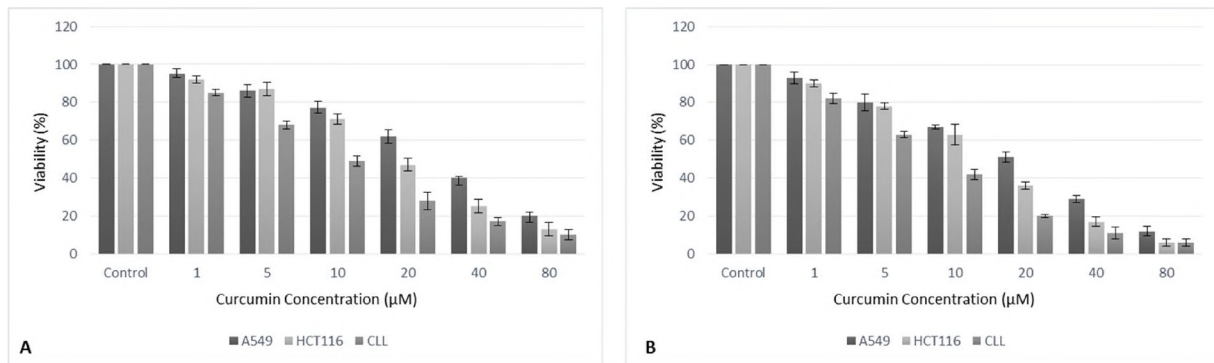 120
100
80
60
40
20
0
Viability (%)
Control 1 5 10 20 40 80
Curcumin Concentration (µM)
A549 HCT116 CLL
A
120
100
80
60
40
20
0
Viability (%)
Control 1 5 10 20 40 80
Curcumin Concentration (µM)
A549 HCT116 CLL
B